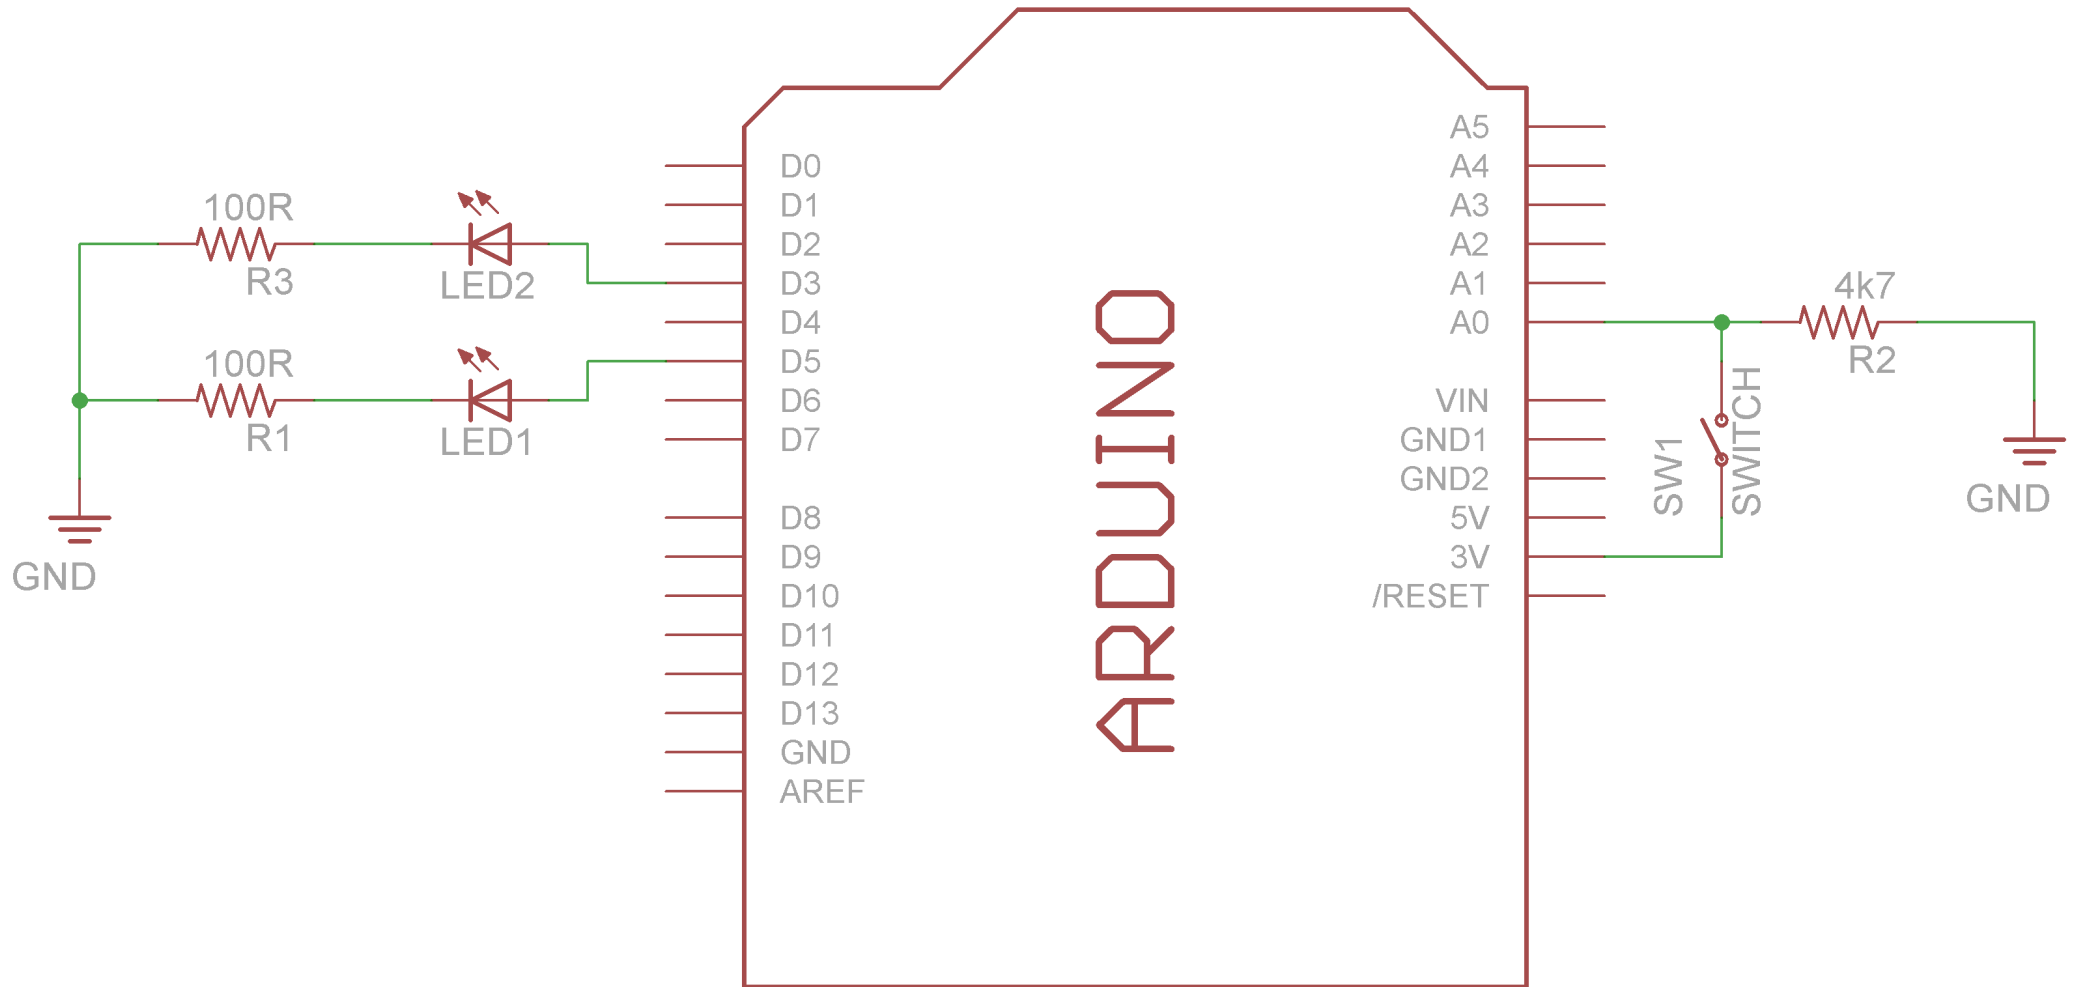 100R
R3
LED2
100R
R1
LED1
GND
D0
D1
D2
D3
D4
D5
D6
D7
D8
D9
D10
D11
D12
D13
GND
AREF
ARDUINO
A5
A4
A3
A2
A1
A0
VIN
GND1
GND2
5V
3V
/RESET
SW1
SWITCH
4k7
R2
GND